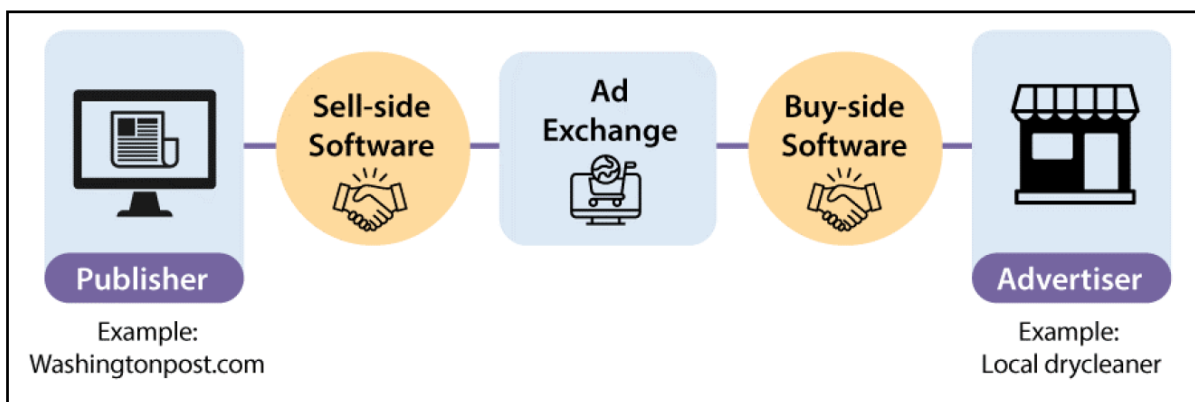 Sell-side
Software
Ad
Exchange
Buy-side
Software
Publisher
Advertiser
Example:
Washingtonpost.com
Example:
Local drycleaner